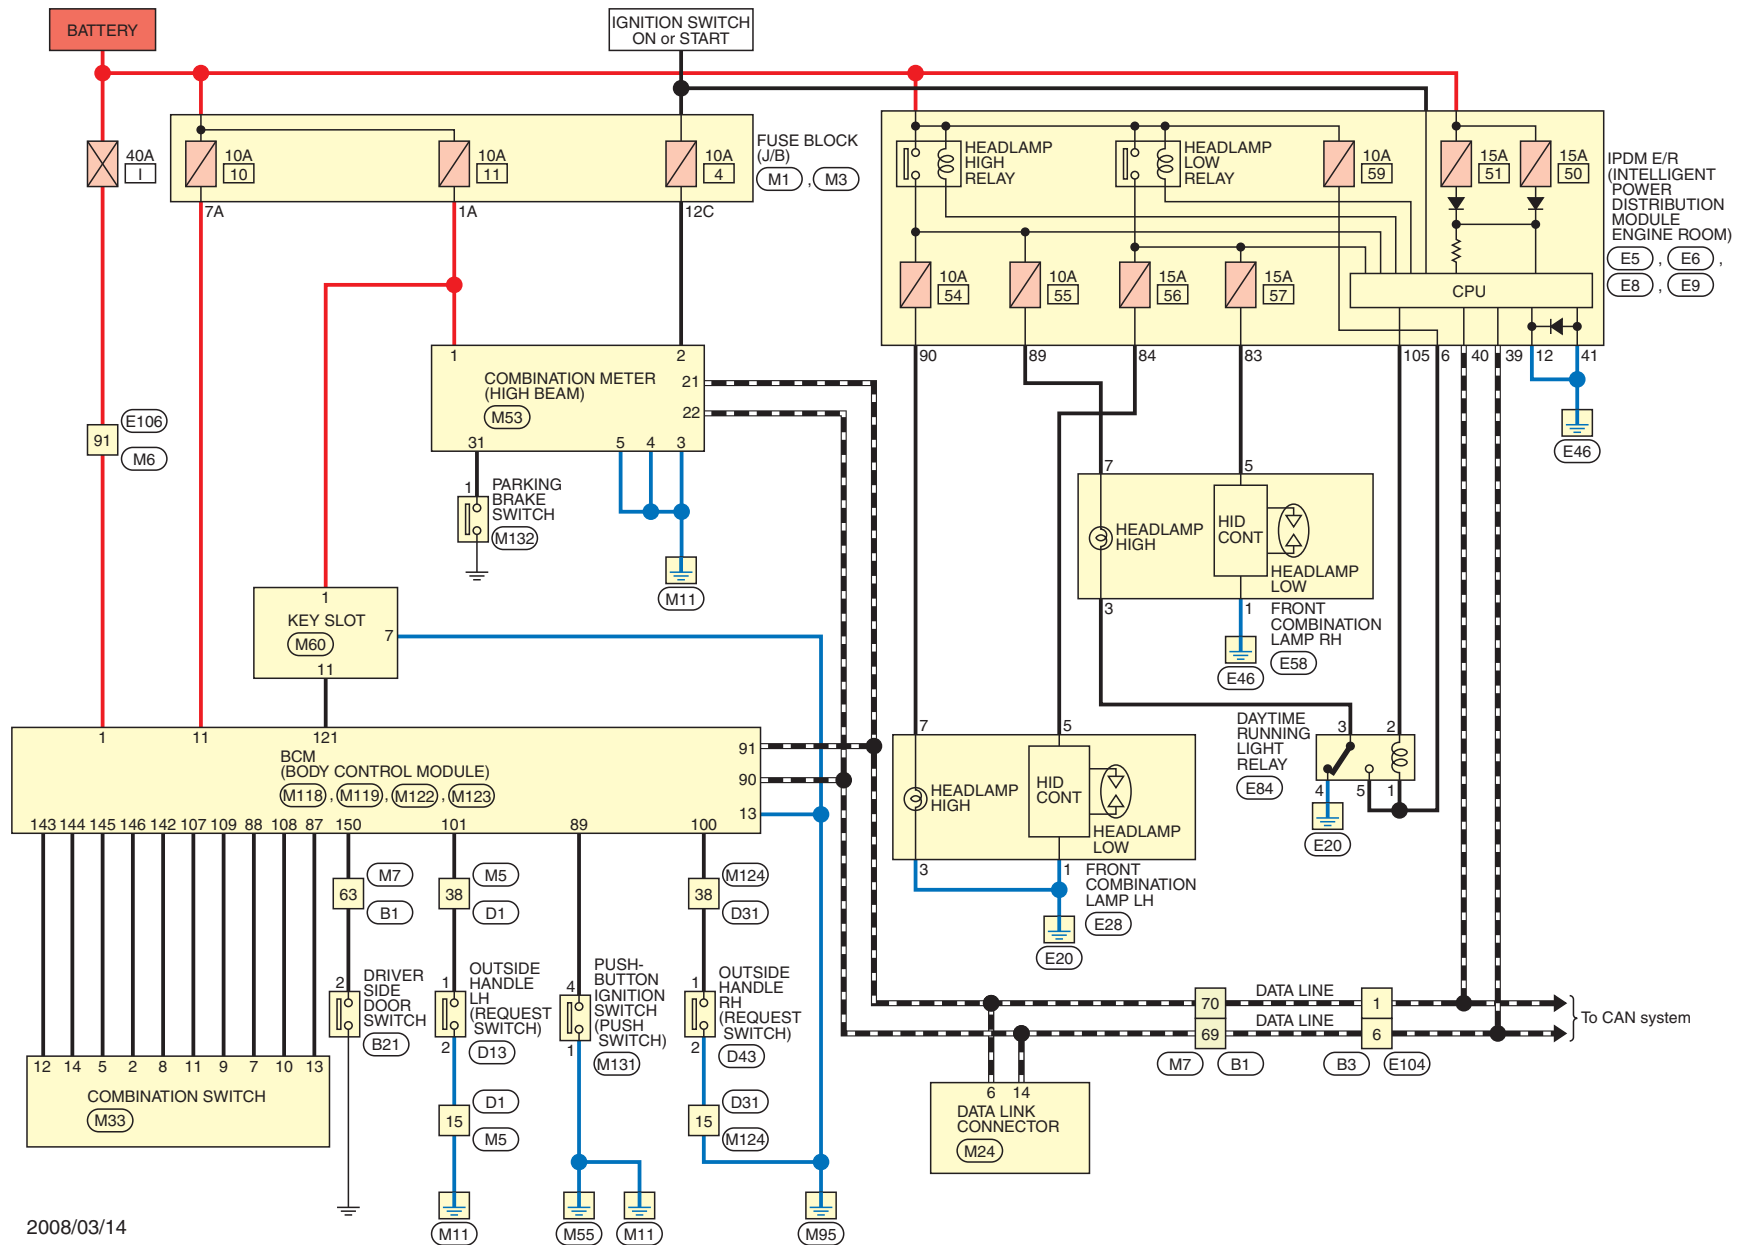 BATTERY
IGNITION SWITCH
ON or START
40A
I
10A
10
10A
11
10A
4
FUSE BLOCK
(J/B)
M1 , M3
7A
1A
12C
HEADLAMP
HIGH
RELAY
HEADLAMP
LOW
RELAY
10A
59
15A
51
15A
50
IPDM E/R
(INTELLIGENT
POWER
DISTRIBUTION
MODULE
ENGINE ROOM)
E5 , E6 ,
E8 , E9
10A
54
10A
55
15A
56
15A
57
CPU
90 89 84 83 105 6 40 39 12 41
E46
1 2
COMBINATION METER
(HIGH BEAM)
M53
21
22
31 5 4 3
E106
91
M6
1
PARKING
BRAKE
SWITCH
M132
M11
7 5
HEADLAMP
HIGH
HID
CONT
HEADLAMP
LOW
3 1
FRONT
COMBINATION
LAMP RH
E58
E46
1
KEY SLOT
M60
7
11
1 11 121
BCM
(BODY CONTROL MODULE)
M118 , M119 , M122 , M123
91
90
13
143 144 145 146 142 107 109 88 108 87 150 101 89 100
7 5
HEADLAMP
HIGH
HID
CONT
HEADLAMP
LOW
3 1
FRONT
COMBINATION
LAMP LH
E28
E20
DAYTIME
RUNNING
LIGHT
RELAY
E84
3 2
4 5 1
E20
M7
63
B1
M5
38
D1
M124
38
D31
2
DRIVER
SIDE
DOOR
SWITCH
B21
1
OUTSIDE
HANDLE
LH
(REQUEST
SWITCH)
2
D13
4
PUSH-
BUTTON
IGNITION
SWITCH
(PUSH
SWITCH)
1
M131
1
OUTSIDE
HANDLE
RH
(REQUEST
SWITCH)
2
D43
70 DATA LINE 1
69 DATA LINE 6
To CAN system
M7 B1 B3 E104
12 14 5 2 8 11 9 7 10 13
COMBINATION SWITCH
M33
D1
15
M5
D31
15
M124
6 14
DATA LINK
CONNECTOR
M24
M11
M55
M11
M95
2008/03/14